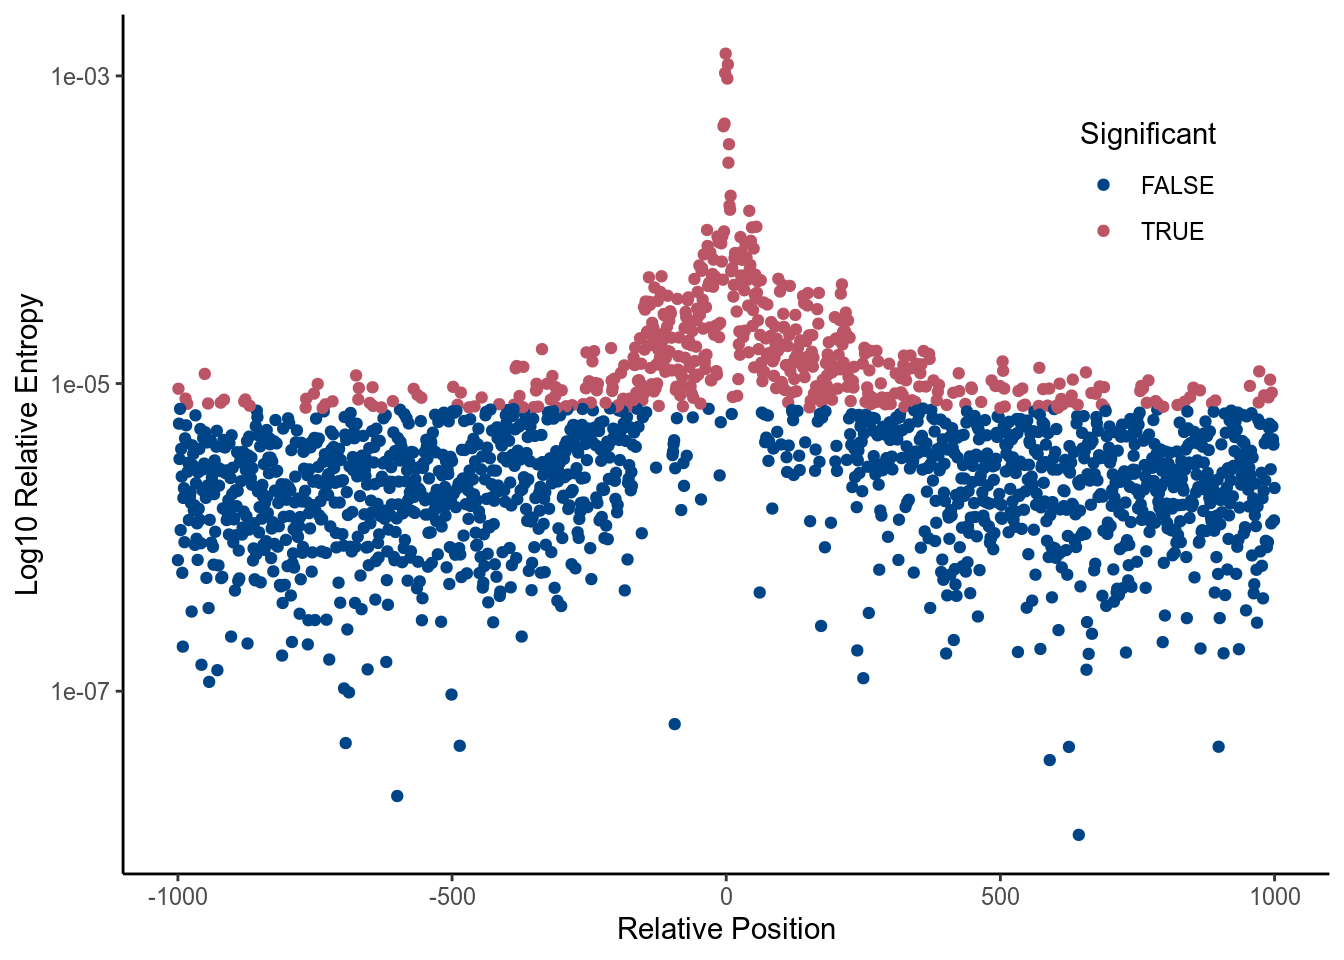 1e-03
1e-05
1e-07
Log10 Relative Entropy
Significant
FALSE
TRUE
-1000
-500
0
500
1000
Relative Position